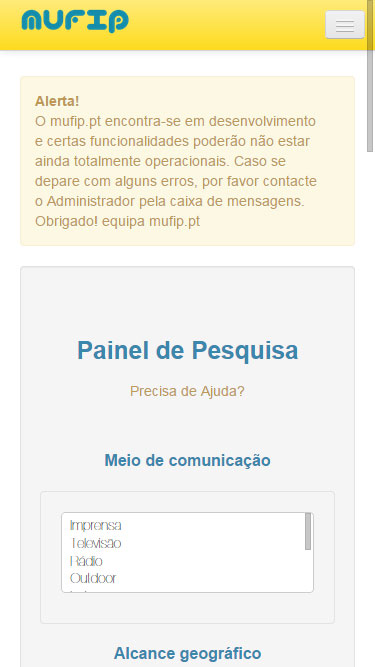 MUFIP
Alerta!
O mufip.pt encontra-se em desenvolvimento
e certas funcionalidades poderão não estar
ainda totalmente operacionais. Caso se
depare com alguns erros, por favor contacte
o Administrador pela caixa de mensagens.
Obrigado! equipa mufip.pt
Painel de Pesquisa
Precisa de Ajuda?
Meio de comunicação
Imprensa
Televisão
Rádio
Outdoor
Alcance geográfico